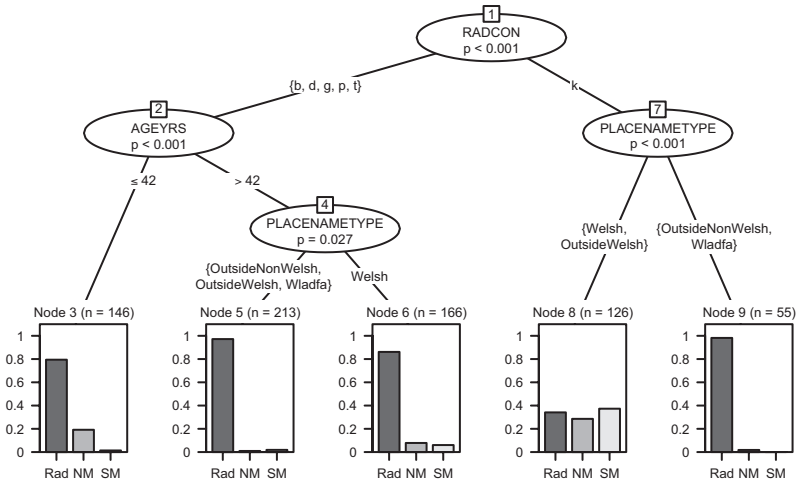 1
RADCON
p < 0.001
{b, d, g, p, t}
k
2
AGEYRS
p < 0.001
7
PLACENAMETYPE
p < 0.001
≤ 42
> 42
4
PLACENAMETYPE
p = 0.027
{Welsh,
OutsideWelsh}
{OutsideNonWelsh,
Wladfa}
{OutsideNonWelsh,
OutsideWelsh, Wladfa}
Welsh
Node 3 (n = 146)
1
0.8
0.6
0.4
0.2
0
Rad NM SM
Node 5 (n = 213)
1
0.8
0.6
0.4
0.2
0
Rad NM SM
Node 6 (n = 166)
1
0.8
0.6
0.4
0.2
0
Rad NM SM
Node 8 (n = 126)
1
0.8
0.6
0.4
0.2
0
Rad NM SM
Node 9 (n = 55)
1
0.8
0.6
0.4
0.2
0
Rad NM SM